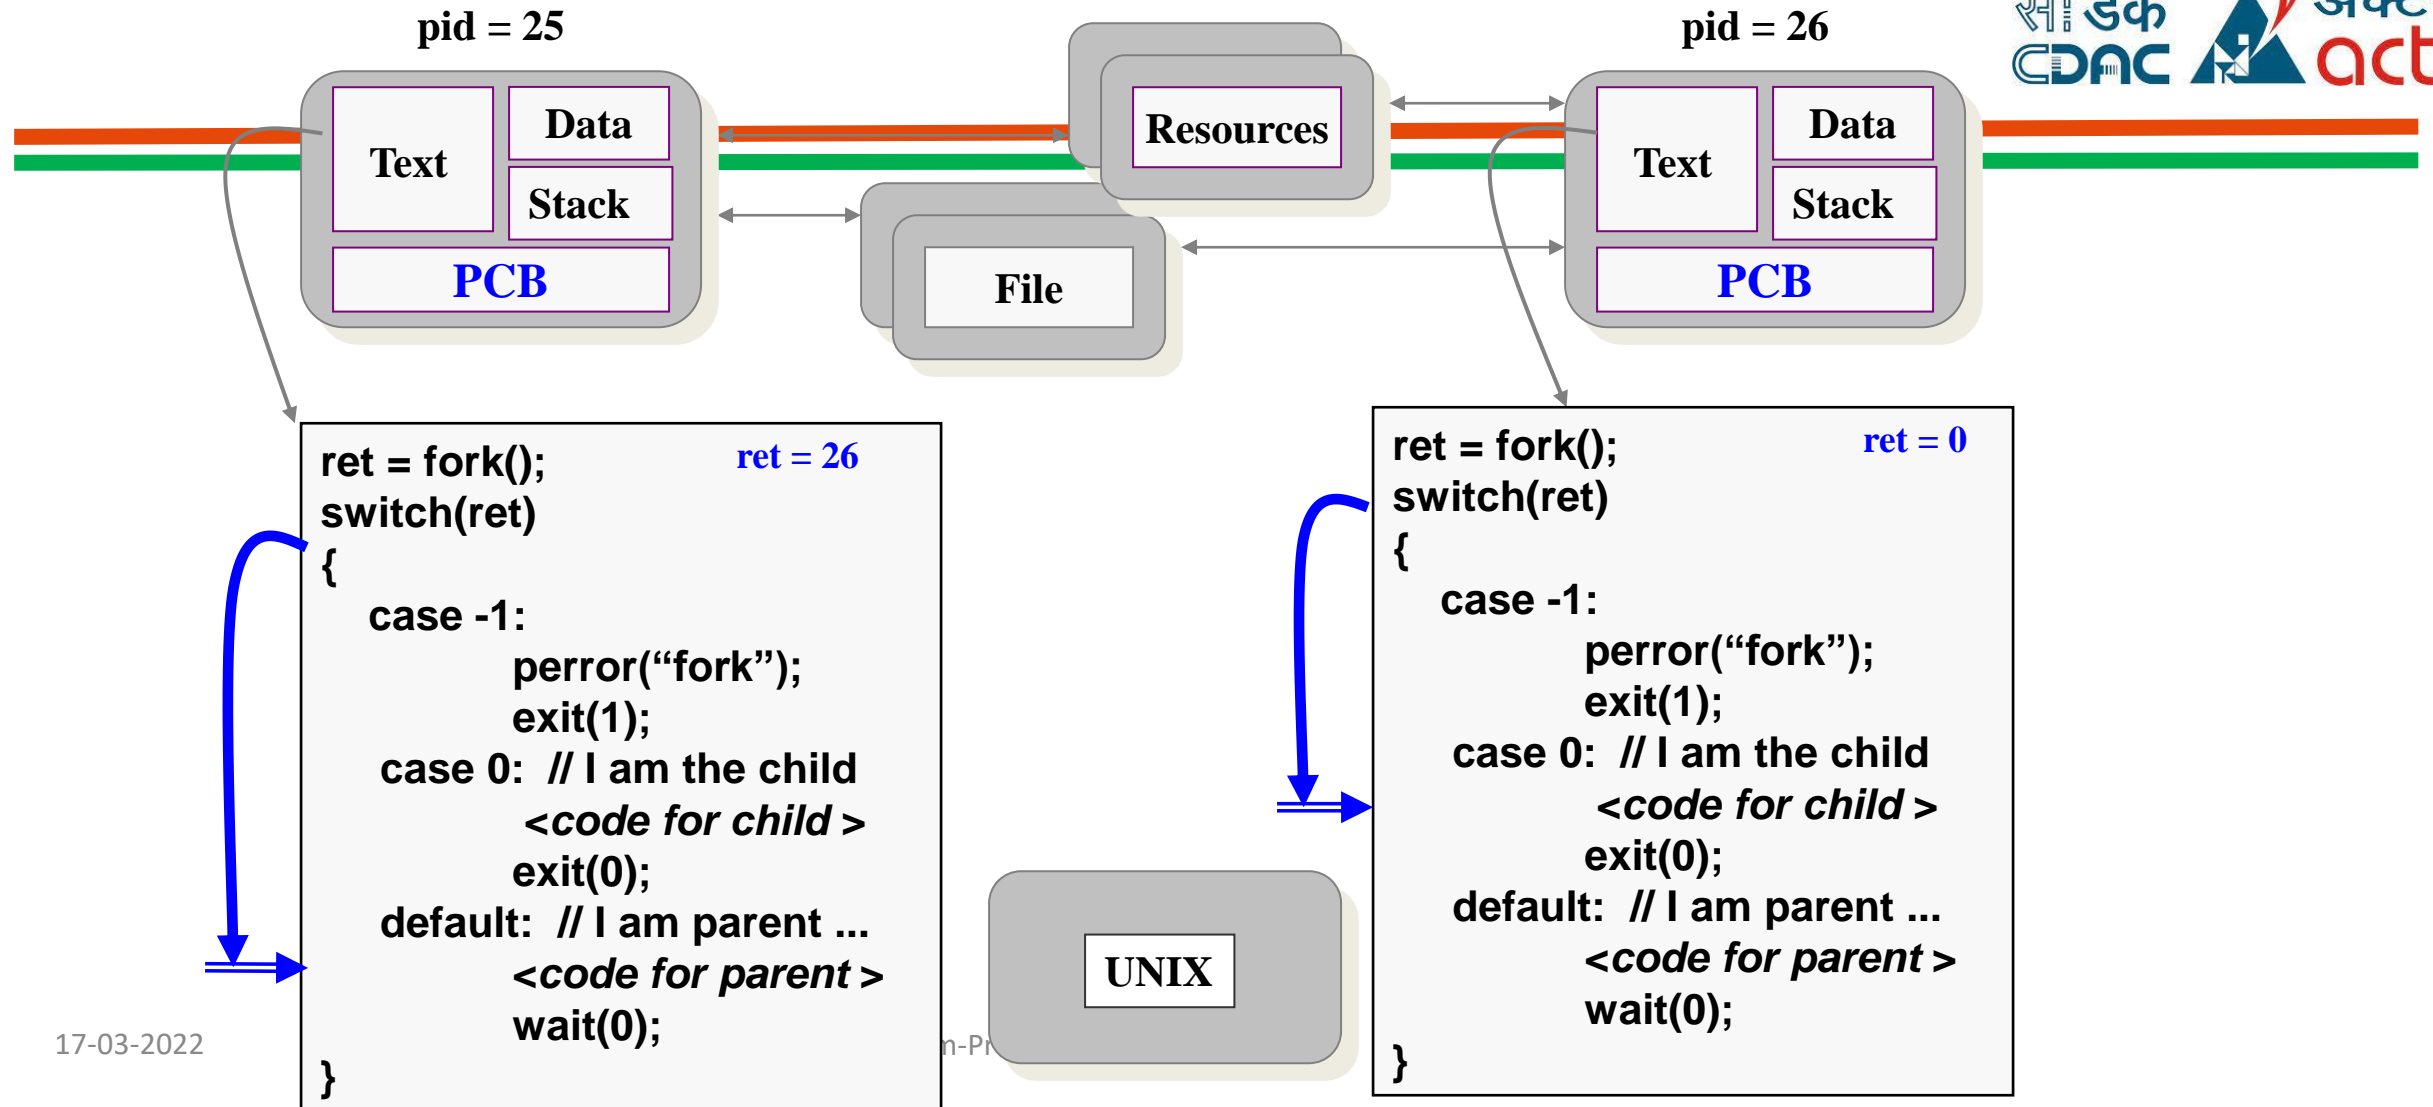 pid = 25
pid = 26
सी डैक
CDAC
act
Text
Data
Stack
PCB
Resources
File
Text
Data
Stack
PCB
ret = fork();
ret = 26
switch(ret)
{
case -1:
perror(“fork”);
exit(1);
case 0: // I am the child
<code for child >
exit(0);
default: // I am parent ...
<code for parent >
wait(0);
}
ret = fork();
ret = 0
switch(ret)
{
case -1:
perror(“fork”);
exit(1);
case 0: // I am the child
<code for child >
exit(0);
default: // I am parent ...
<code for parent >
wait(0);
}
UNIX
17-03-2022